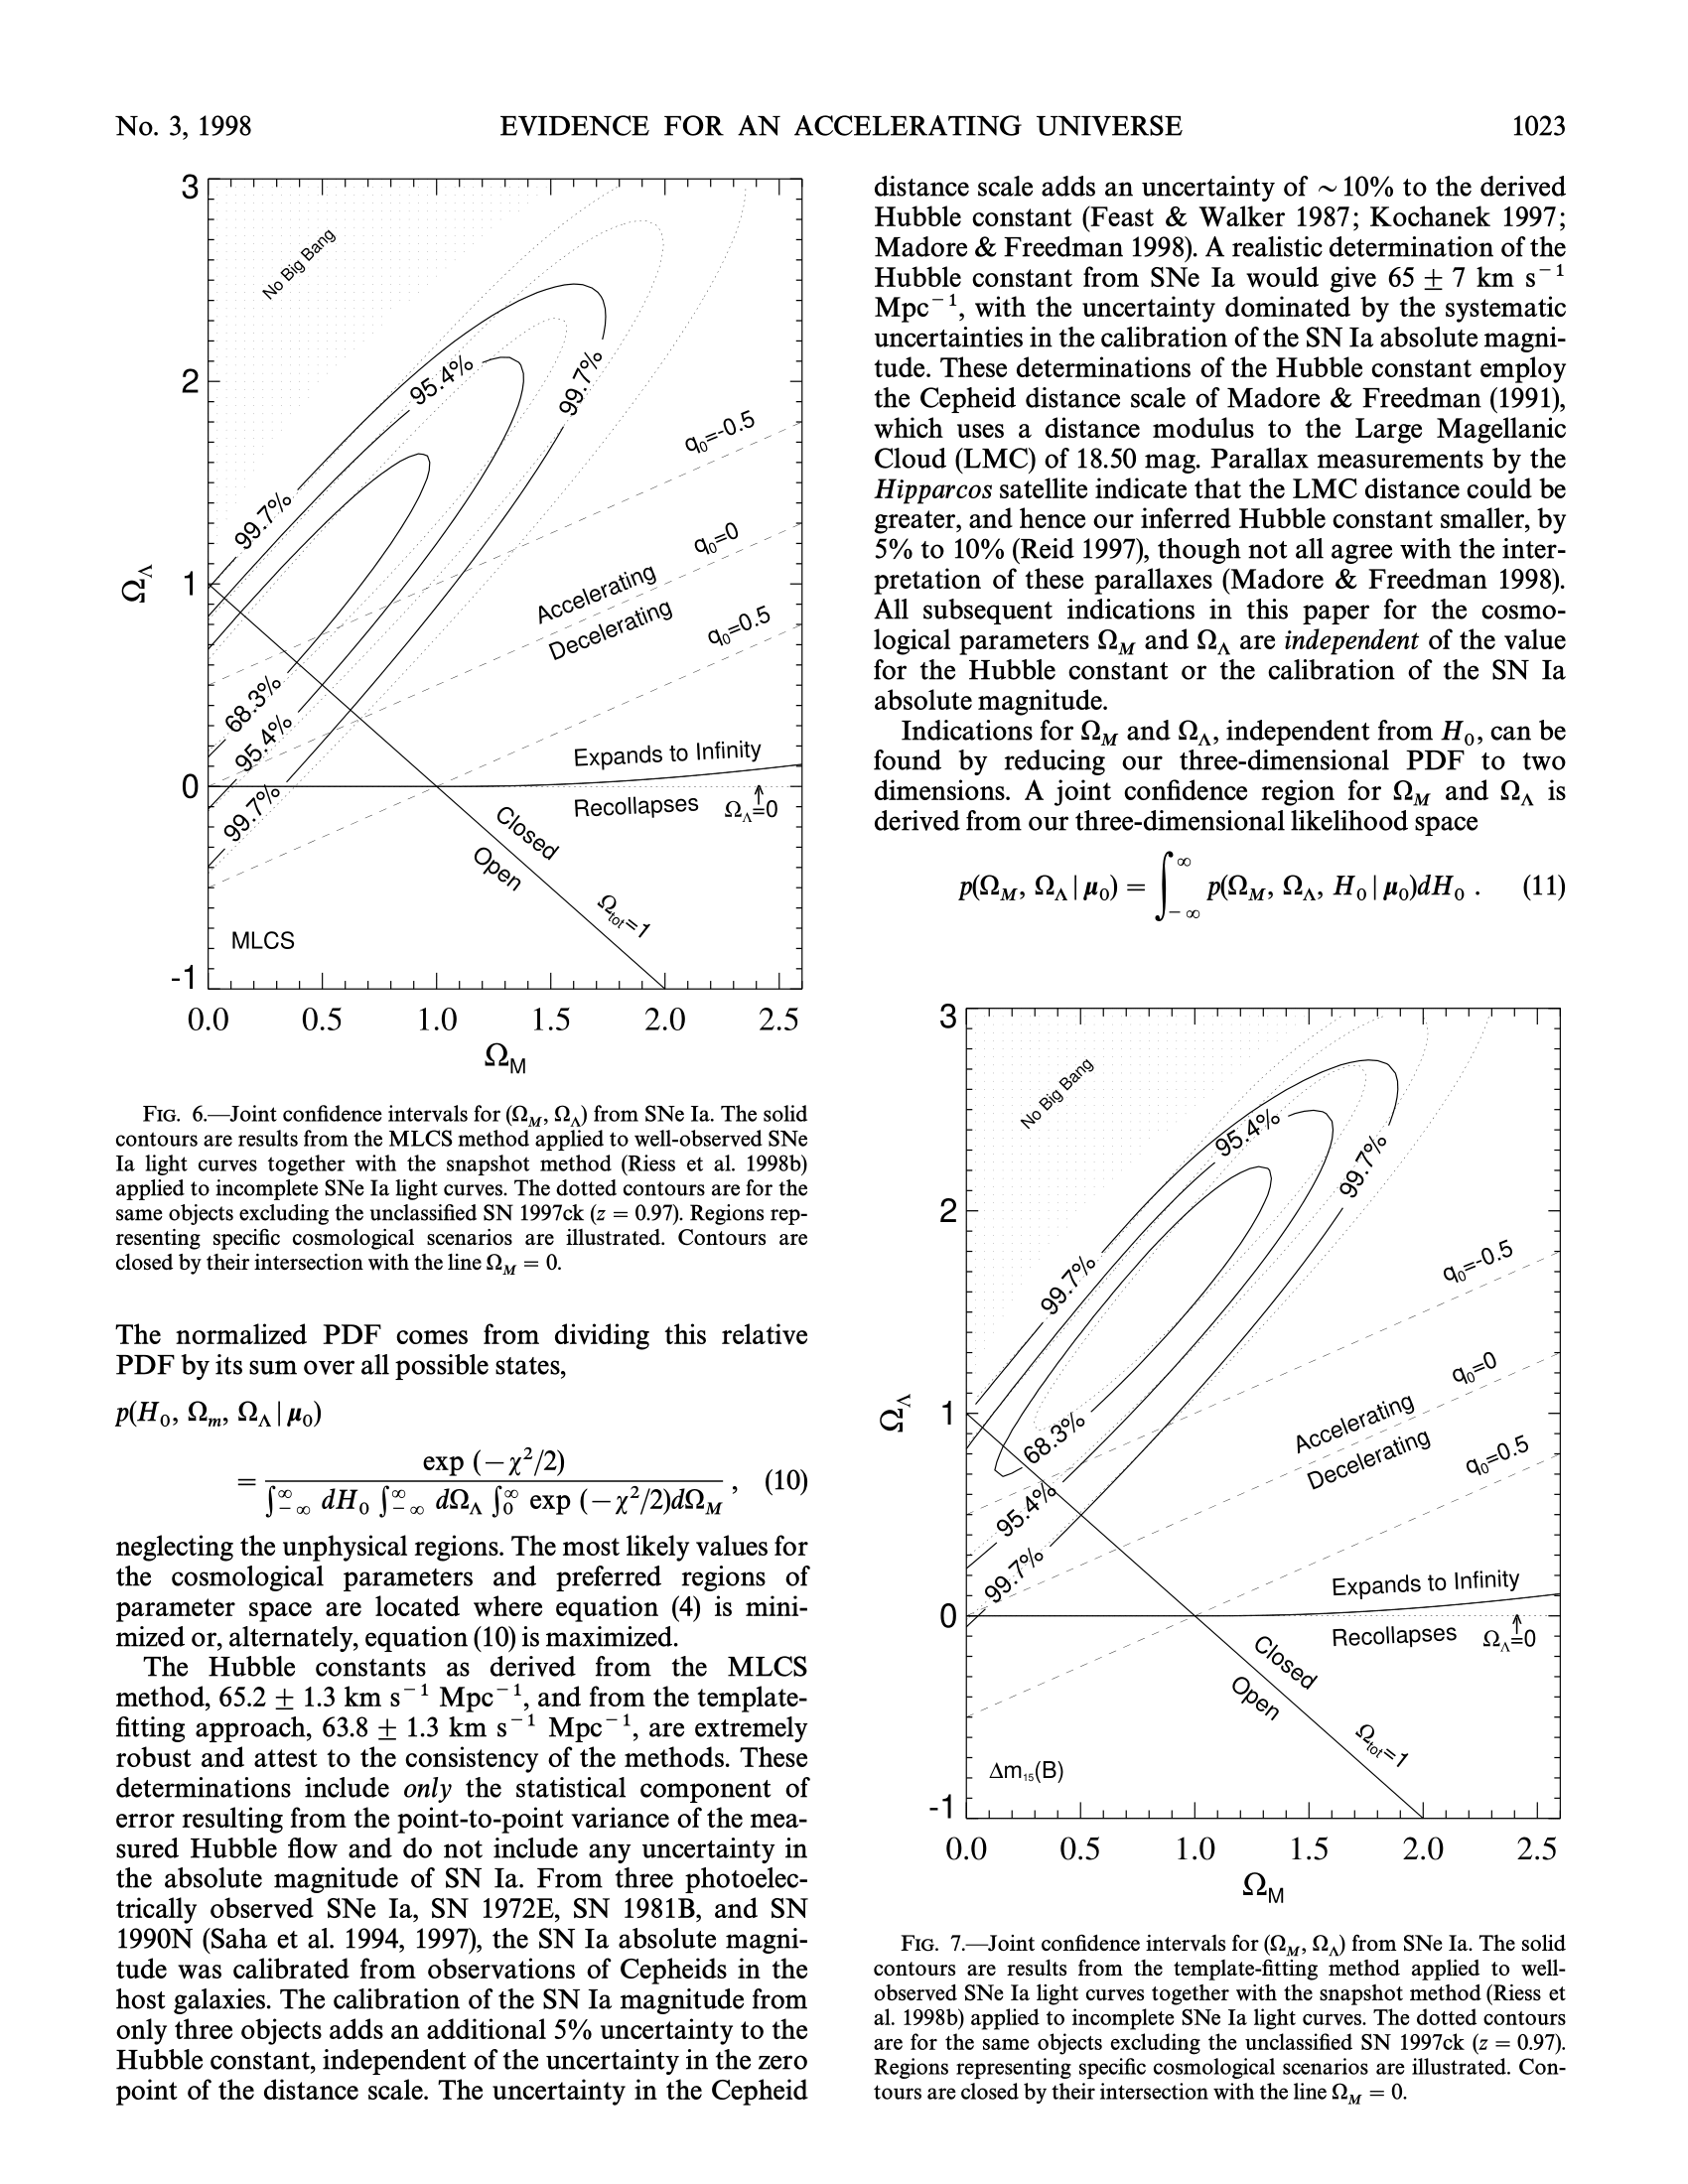 No. 3, 1998 EVIDENCE FOR AN ACCELERATING UNIVERSE 1023
3
2
1
0
-1
0.0 0.5 1.0 1.5 2.0 2.5
Ω_Λ
Ω_M
No Big Bang
95.4%
99.7%
99.7%
q₀=-0.5
q₀=0
Accelerating
Decelerating
q₀=0.5
68.3%
95.4%
99.7%
Expands to Infinity
Recollapses Ω_Λ=0
Closed
Open
Ω_tot=1
MLCS
FIG. 6.—Joint confidence intervals for (Ω_M, Ω_Λ) from SNe Ia. The solid
contours are results from the MLCS method applied to well-observed SNe
Ia light curves together with the snapshot method (Riess et al. 1998b)
applied to incomplete SNe Ia light curves. The dotted contours are for the
same objects excluding the unclassified SN 1997ck (z = 0.97). Regions rep-
resenting specific cosmological scenarios are illustrated. Contours are
closed by their intersection with the line Ω_M = 0.
The normalized PDF comes from dividing this relative
PDF by its sum over all possible states,
p(H₀, Ω_m, Ω_Λ | μ₀)
= exp (−χ²/2) / ∫_{−∞}^{∞} dH₀ ∫_{−∞}^{∞} dΩ_Λ ∫_0^∞ exp (−χ²/2)dΩ_M , (10)
neglecting the unphysical regions. The most likely values for
the cosmological parameters and preferred regions of
parameter space are located where equation (4) is mini-
mized or, alternately, equation (10) is maximized.
The Hubble constants as derived from the MLCS
method, 65.2 ± 1.3 km s⁻¹ Mpc⁻¹, and from the template-
fitting approach, 63.8 ± 1.3 km s⁻¹ Mpc⁻¹, are extremely
robust and attest to the consistency of the methods. These
determinations include only the statistical component of
error resulting from the point-to-point variance of the mea-
sured Hubble flow and do not include any uncertainty in
the absolute magnitude of SN Ia. From three photoelec-
trically observed SNe Ia, SN 1972E, SN 1981B, and SN
1990N (Saha et al. 1994, 1997), the SN Ia absolute magni-
tude was calibrated from observations of Cepheids in the
host galaxies. The calibration of the SN Ia magnitude from
only three objects adds an additional 5% uncertainty to the
Hubble constant, independent of the uncertainty in the zero
point of the distance scale. The uncertainty in the Cepheid
distance scale adds an uncertainty of ~10% to the derived
Hubble constant (Feast & Walker 1987; Kochanek 1997;
Madore & Freedman 1998). A realistic determination of the
Hubble constant from SNe Ia would give 65 ± 7 km s⁻¹
Mpc⁻¹, with the uncertainty dominated by the systematic
uncertainties in the calibration of the SN Ia absolute magni-
tude. These determinations of the Hubble constant employ
the Cepheid distance scale of Madore & Freedman (1991),
which uses a distance modulus to the Large Magellanic
Cloud (LMC) of 18.50 mag. Parallax measurements by the
Hipparcos satellite indicate that the LMC distance could be
greater, and hence our inferred Hubble constant smaller, by
5% to 10% (Reid 1997), though not all agree with the inter-
pretation of these parallaxes (Madore & Freedman 1998).
All subsequent indications in this paper for the cosmo-
logical parameters Ω_M and Ω_Λ are independent of the value
for the Hubble constant or the calibration of the SN Ia
absolute magnitude.
Indications for Ω_M and Ω_Λ, independent from H₀, can be
found by reducing our three-dimensional PDF to two
dimensions. A joint confidence region for Ω_M and Ω_Λ is
derived from our three-dimensional likelihood space
p(Ω_M, Ω_Λ | μ₀) = ∫_{−∞}^{∞} p(Ω_M, Ω_Λ, H₀ | μ₀)dH₀ . (11)
3
2
1
0
-1
0.0 0.5 1.0 1.5 2.0 2.5
Ω_Λ
Ω_M
No Big Bang
95.4%
99.7%
99.7%
q₀=-0.5
q₀=0
Accelerating
Decelerating
q₀=0.5
68.3%
95.4%
99.7%
Expands to Infinity
Recollapses Ω_Λ=0
Closed
Open
Ω_tot=1
Δm₁₅(B)
FIG. 7.—Joint confidence intervals for (Ω_M, Ω_Λ) from SNe Ia. The solid
contours are results from the template-fitting method applied to well-
observed SNe Ia light curves together with the snapshot method (Riess et
al. 1998b) applied to incomplete SNe Ia light curves. The dotted contours
are for the same objects excluding the unclassified SN 1997ck (z = 0.97).
Regions representing specific cosmological scenarios are illustrated. Con-
tours are closed by their intersection with the line Ω_M = 0.